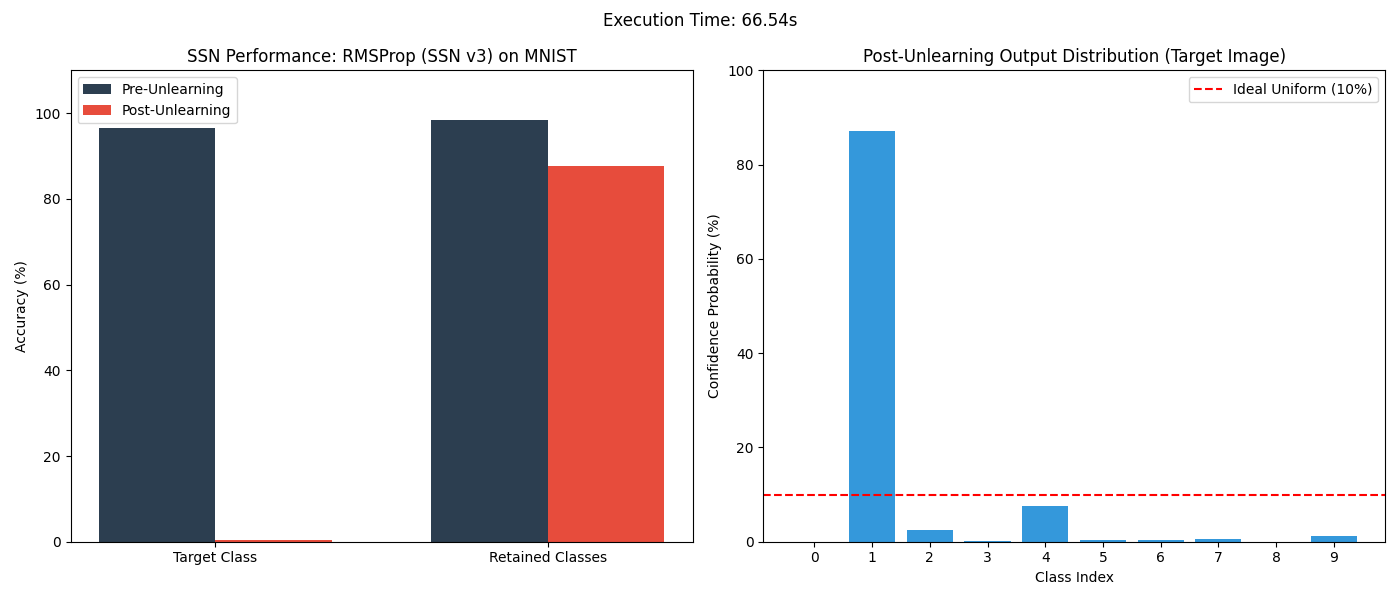 Execution Time: 66.54s
SSN Performance: RMSProp (SSN v3) on MNIST
Pre-Unlearning
Post-Unlearning
Accuracy (%)
100
80
60
40
20
0
Target Class
Retained Classes
Post-Unlearning Output Distribution (Target Image)
Ideal Uniform (10%)
Confidence Probability (%)
100
80
60
40
20
0
0 1 2 3 4 5 6 7 8 9
Class Index